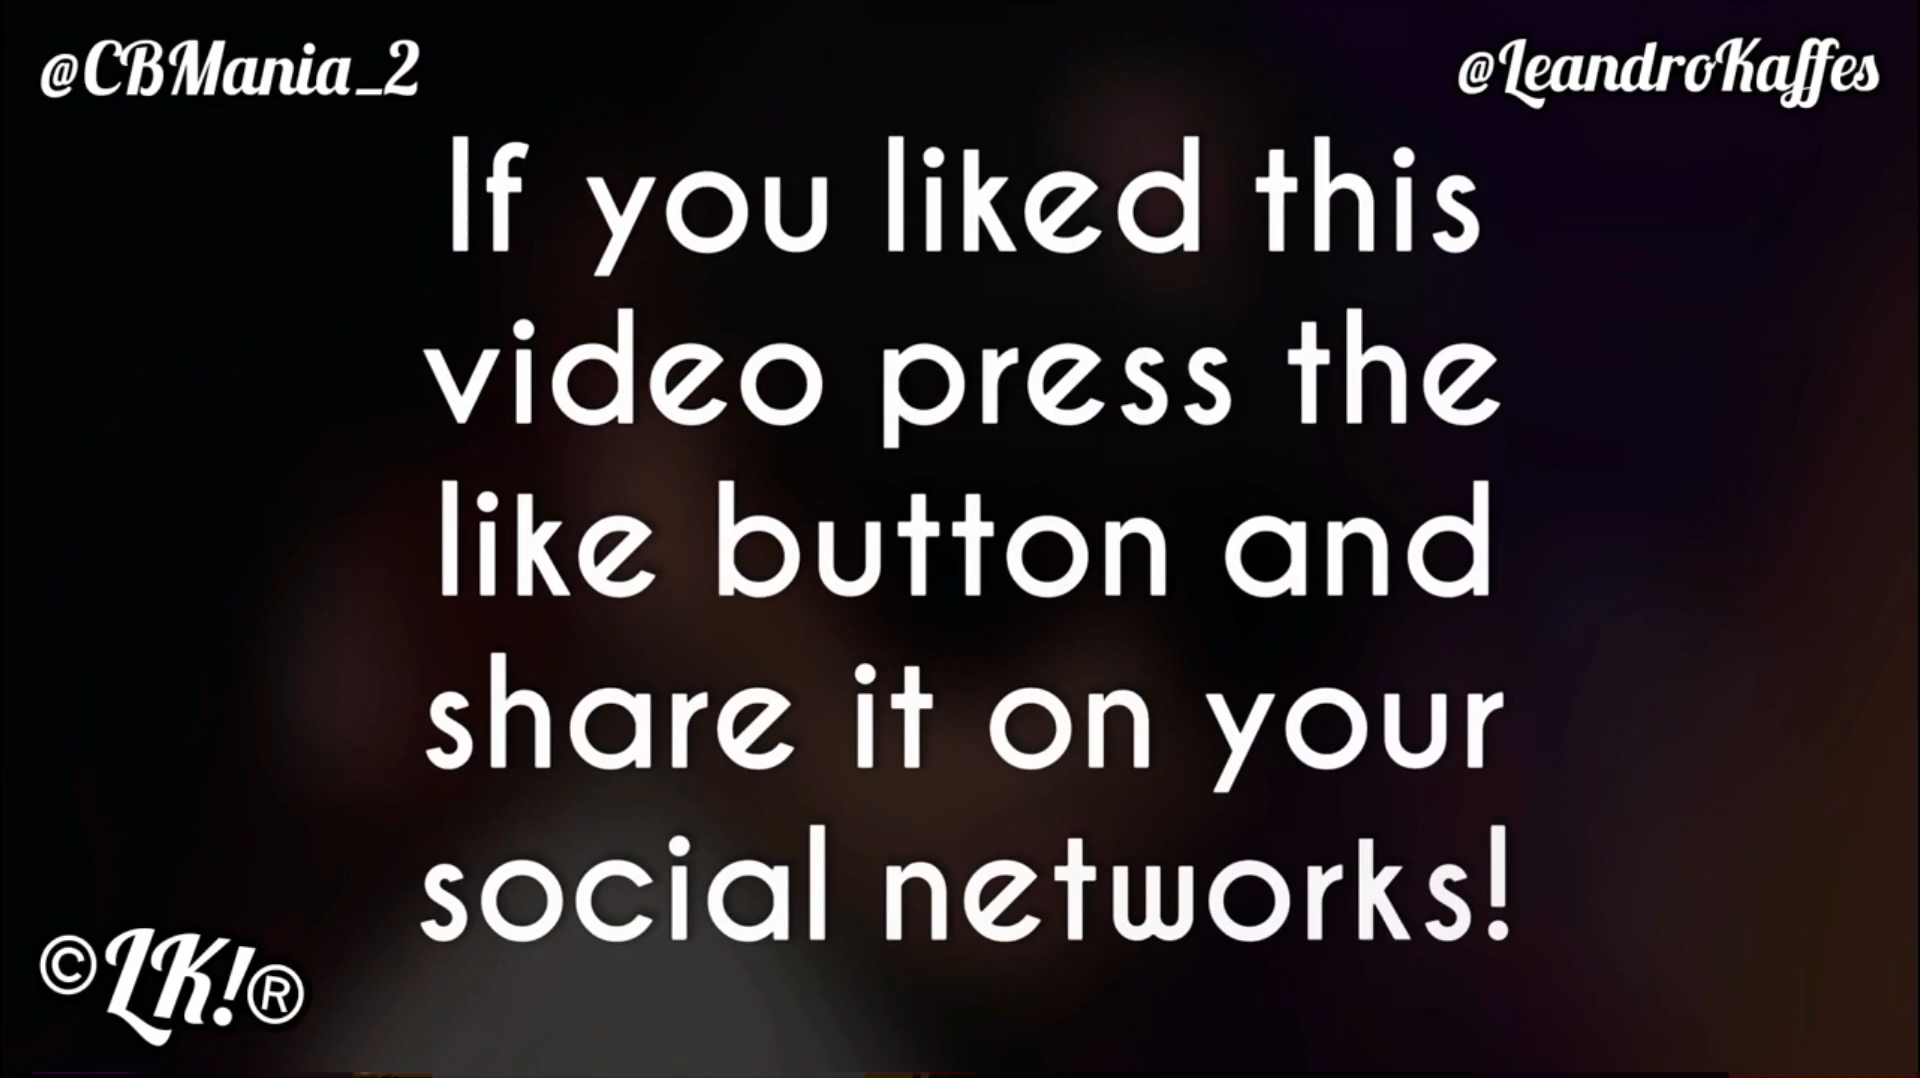 @CBMania_2
@LeandroKaffes
If you liked this
video press the
like button and
share it on your
social networks!
©LK!®